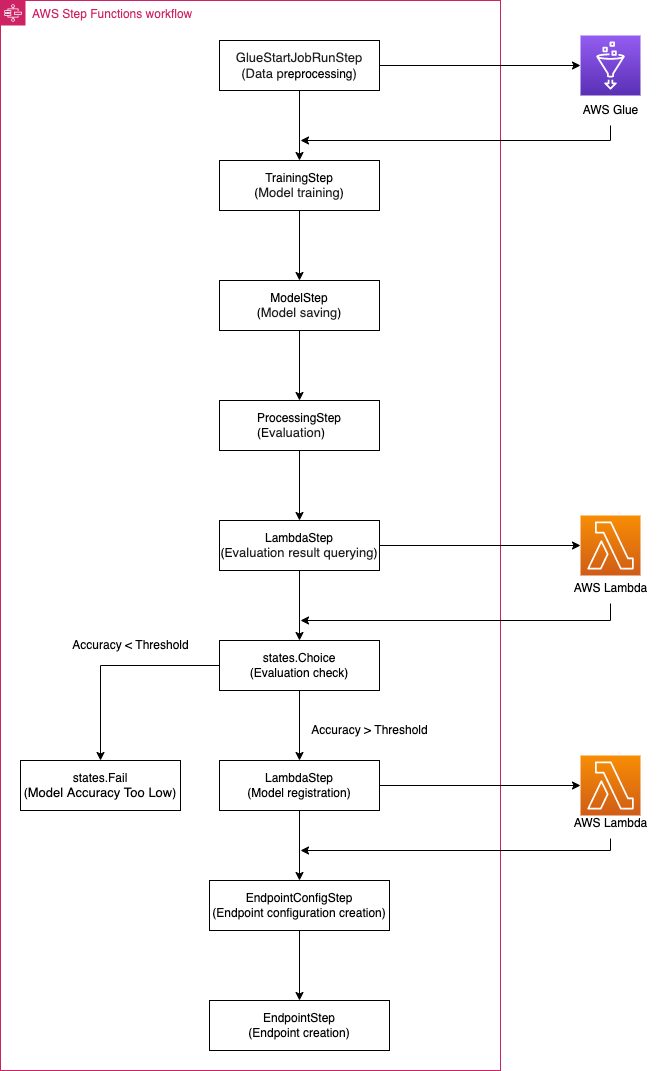 AWS Step Functions workflow
GlueStartJobRunStep
(Data preprocessing)
AWS Glue
TrainingStep
(Model training)
ModelStep
(Model saving)
ProcessingStep
(Evaluation)
LambdaStep
(Evaluation result querying)
AWS Lambda
Accuracy < Threshold
states.Choice
(Evaluation check)
Accuracy > Threshold
states.Fail
(Model Accuracy Too Low)
LambdaStep
(Model registration)
AWS Lambda
EndpointConfigStep
(Endpoint configuration creation)
EndpointStep
(Endpoint creation)